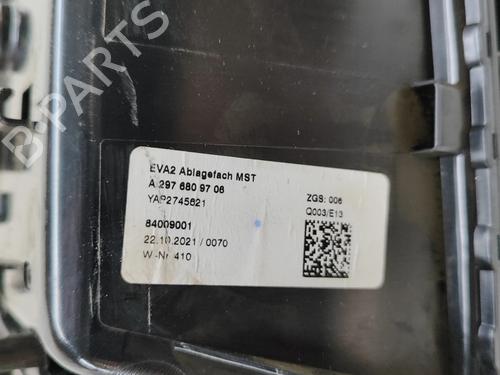 B-PARTS
EVA2 Ablagefach MST
A 297 680 97 06
YAP2745621
84009001
22.10.2021 / 0070
W-Nr 410
ZGS: 006
Q003/E13